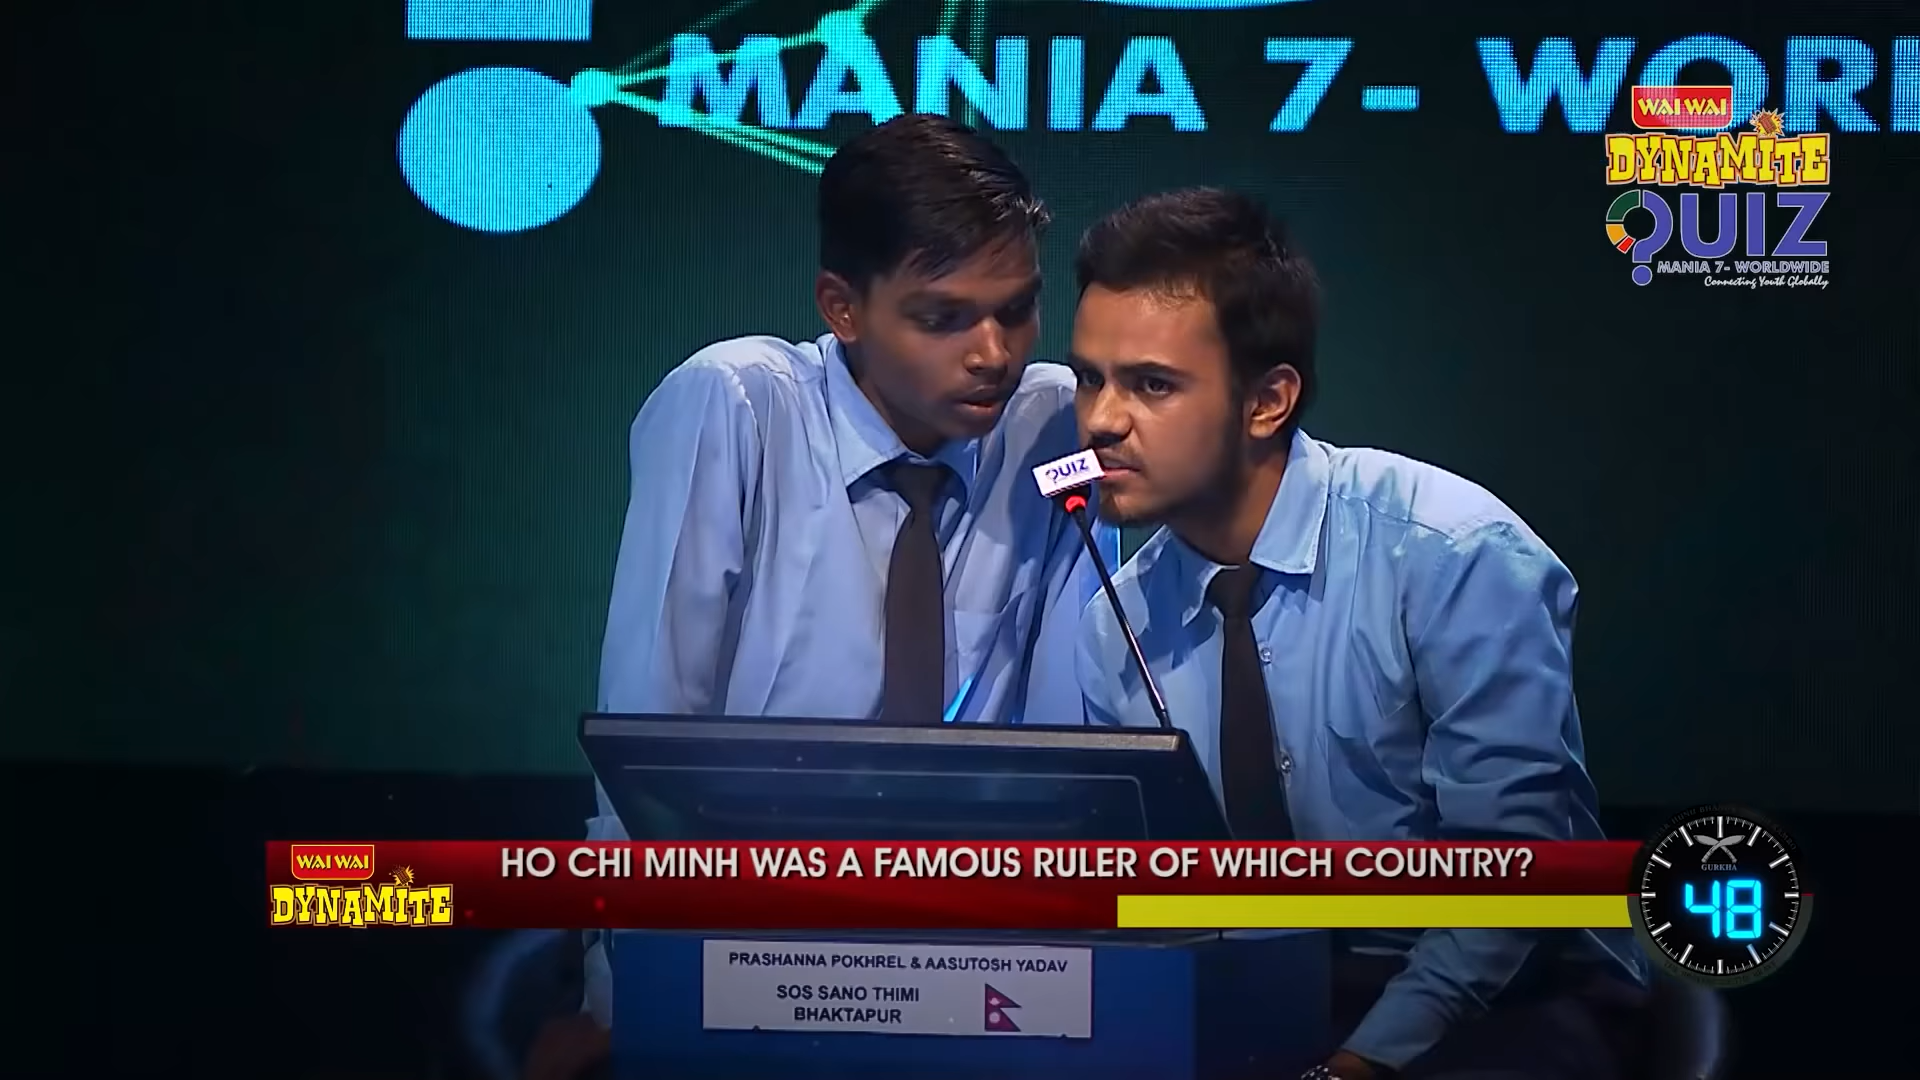 MANIA 7- WORL
WAI WAI
DYNAMITE
QUIZ
MANIA 7- WORLDWIDE
Connecting Youth Globally
QUIZ
WAI WAI
DYNAMITE
HO CHI MINH WAS A FAMOUS RULER OF WHICH COUNTRY?
GURKHA
48
PRASHANNA POKHREL & AASUTOSH YADAV
SOS SANO THIMI
BHAKTAPUR